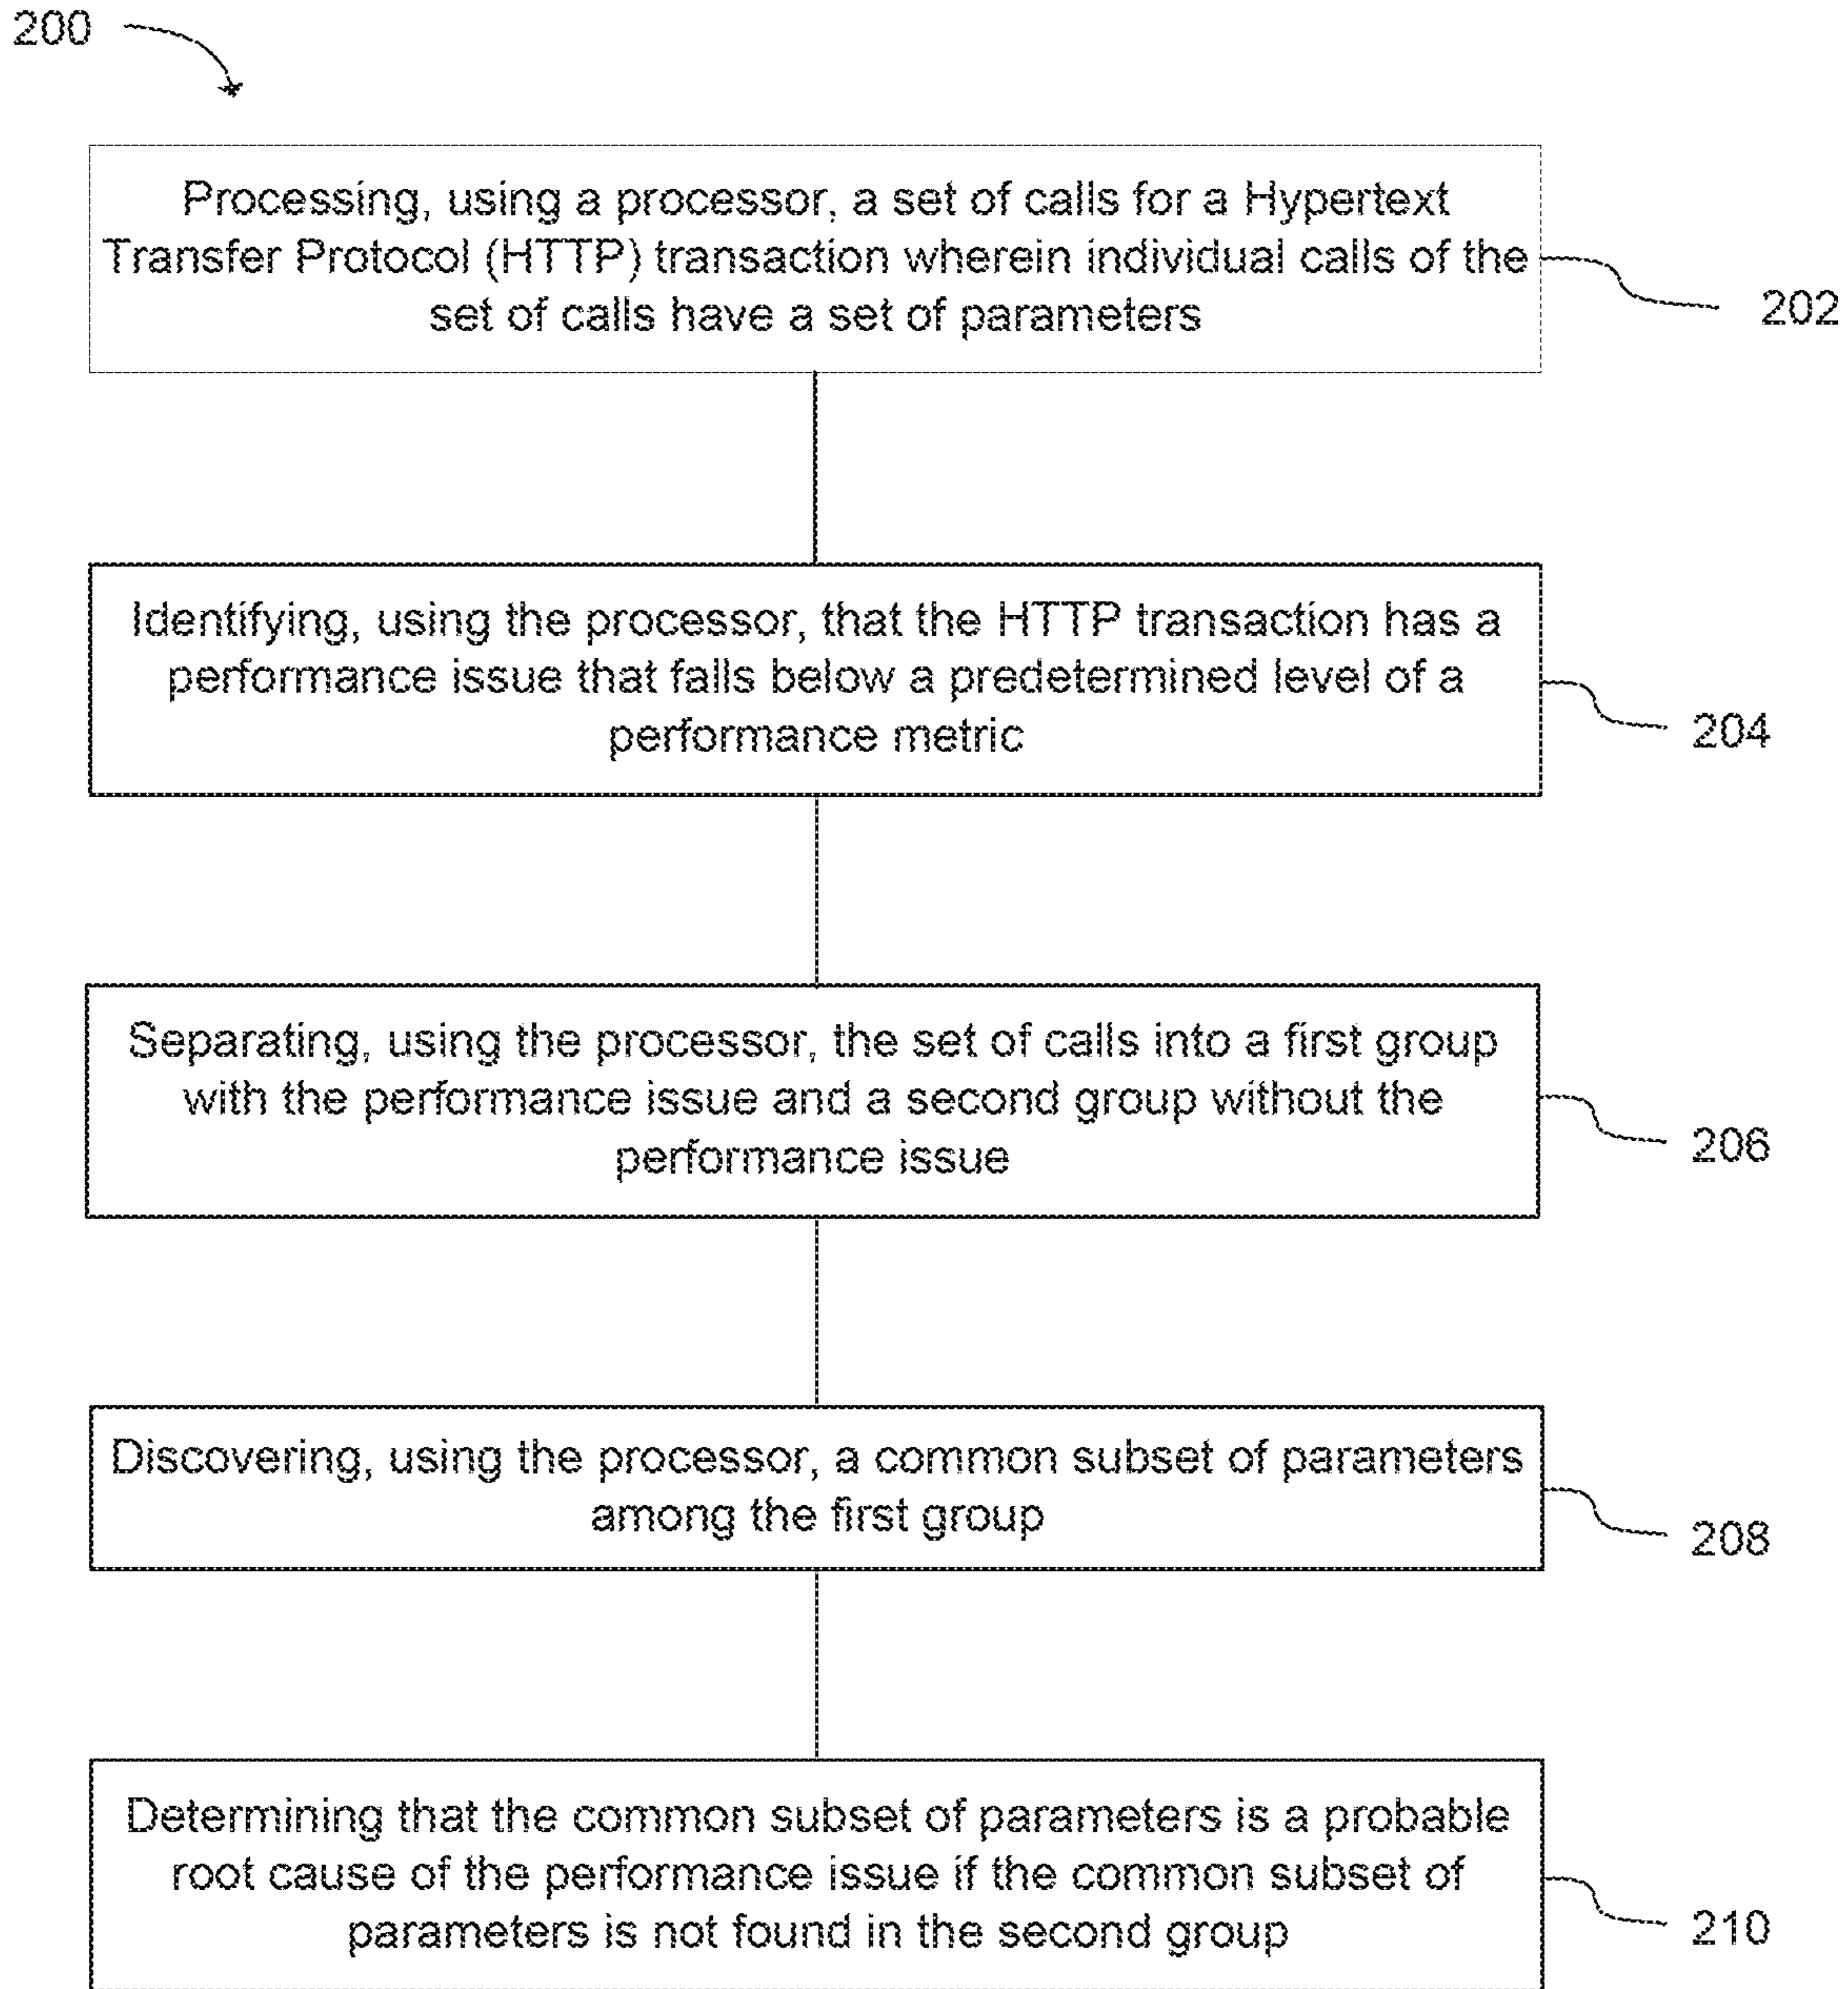 200
Processing, using a processor, a set of calls for a Hypertext
Transfer Protocol (HTTP) transaction wherein individual calls of the
set of calls have a set of parameters
202
Identifying, using the processor, that the HTTP transaction has a
performance issue that falls below a predetermined level of a
performance metric
204
Separating, using the processor, the set of calls into a first group
with the performance issue and a second group without the
performance issue
206
Discovering, using the processor, a common subset of parameters
among the first group
208
Determining that the common subset of parameters is a probable
root cause of the performance issue if the common subset of
parameters is not found in the second group
210